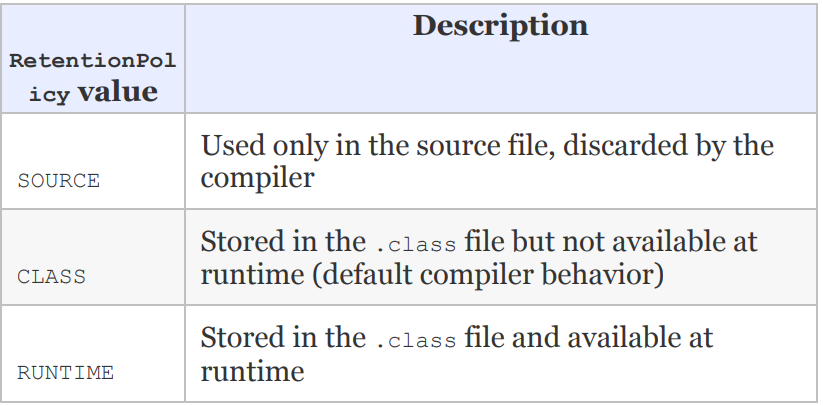 RetentionPol
icy value
Description
SOURCE
Used only in the source file, discarded by the
compiler
CLASS
Stored in the .class file but not available at
runtime (default compiler behavior)
RUNTIME
Stored in the .class file and available at
runtime